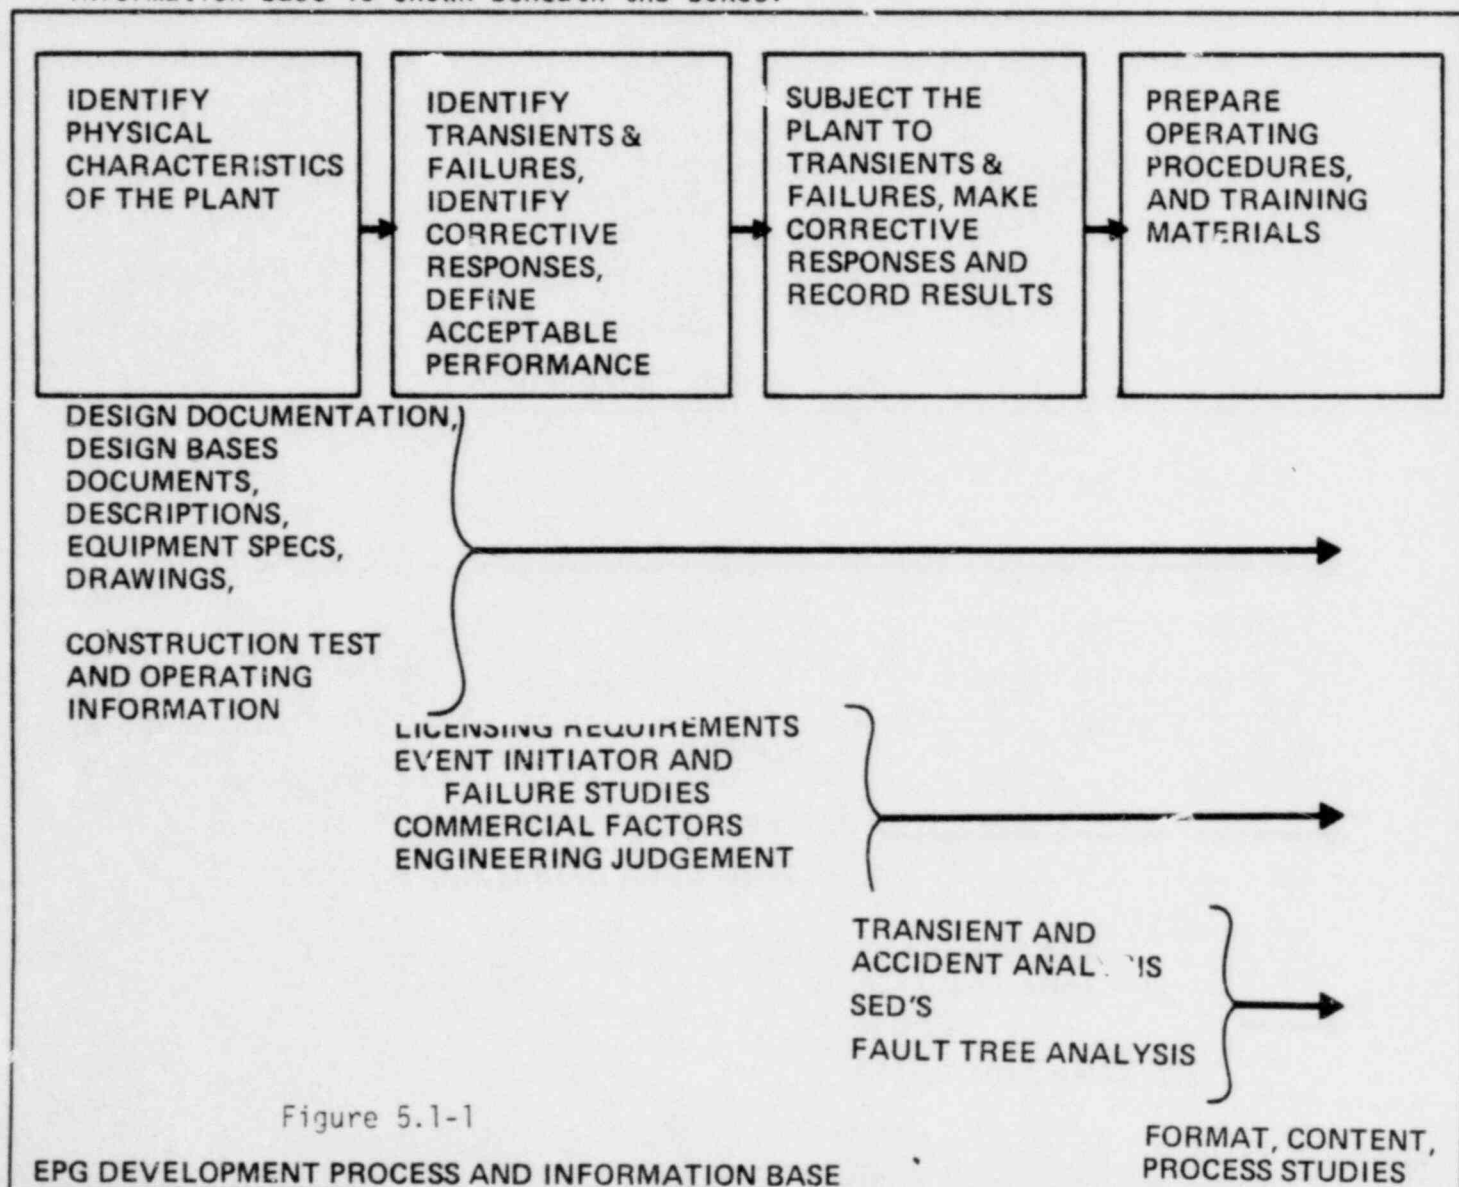 IDENTIFY
PHYSICAL
CHARACTERISTICS
OF THE PLANT
IDENTIFY
TRANSIENTS &
FAILURES,
IDENTIFY
CORRECTIVE
RESPONSES,
DEFINE
ACCEPTABLE
PERFORMANCE
SUBJECT THE
PLANT TO
TRANSIENTS &
FAILURES, MAKE
CORRECTIVE
RESPONSES AND
RECORD RESULTS
PREPARE
OPERATING
PROCEDURES,
AND TRAINING
MATERIALS
DESIGN DOCUMENTATION,
DESIGN BASES
DOCUMENTS,
DESCRIPTIONS,
EQUIPMENT SPECS,
DRAWINGS,
CONSTRUCTION TEST
AND OPERATING
INFORMATION
LICENSING REQUIREMENTS
EVENT INITIATOR AND
FAILURE STUDIES
COMMERCIAL FACTORS
ENGINEERING JUDGEMENT
TRANSIENT AND
ACCIDENT ANALYSIS
SED'S
FAULT TREE ANALYSIS
FORMAT, CONTENT,
PROCESS STUDIES
Figure 5.1-1
EPG DEVELOPMENT PROCESS AND INFORMATION BASE